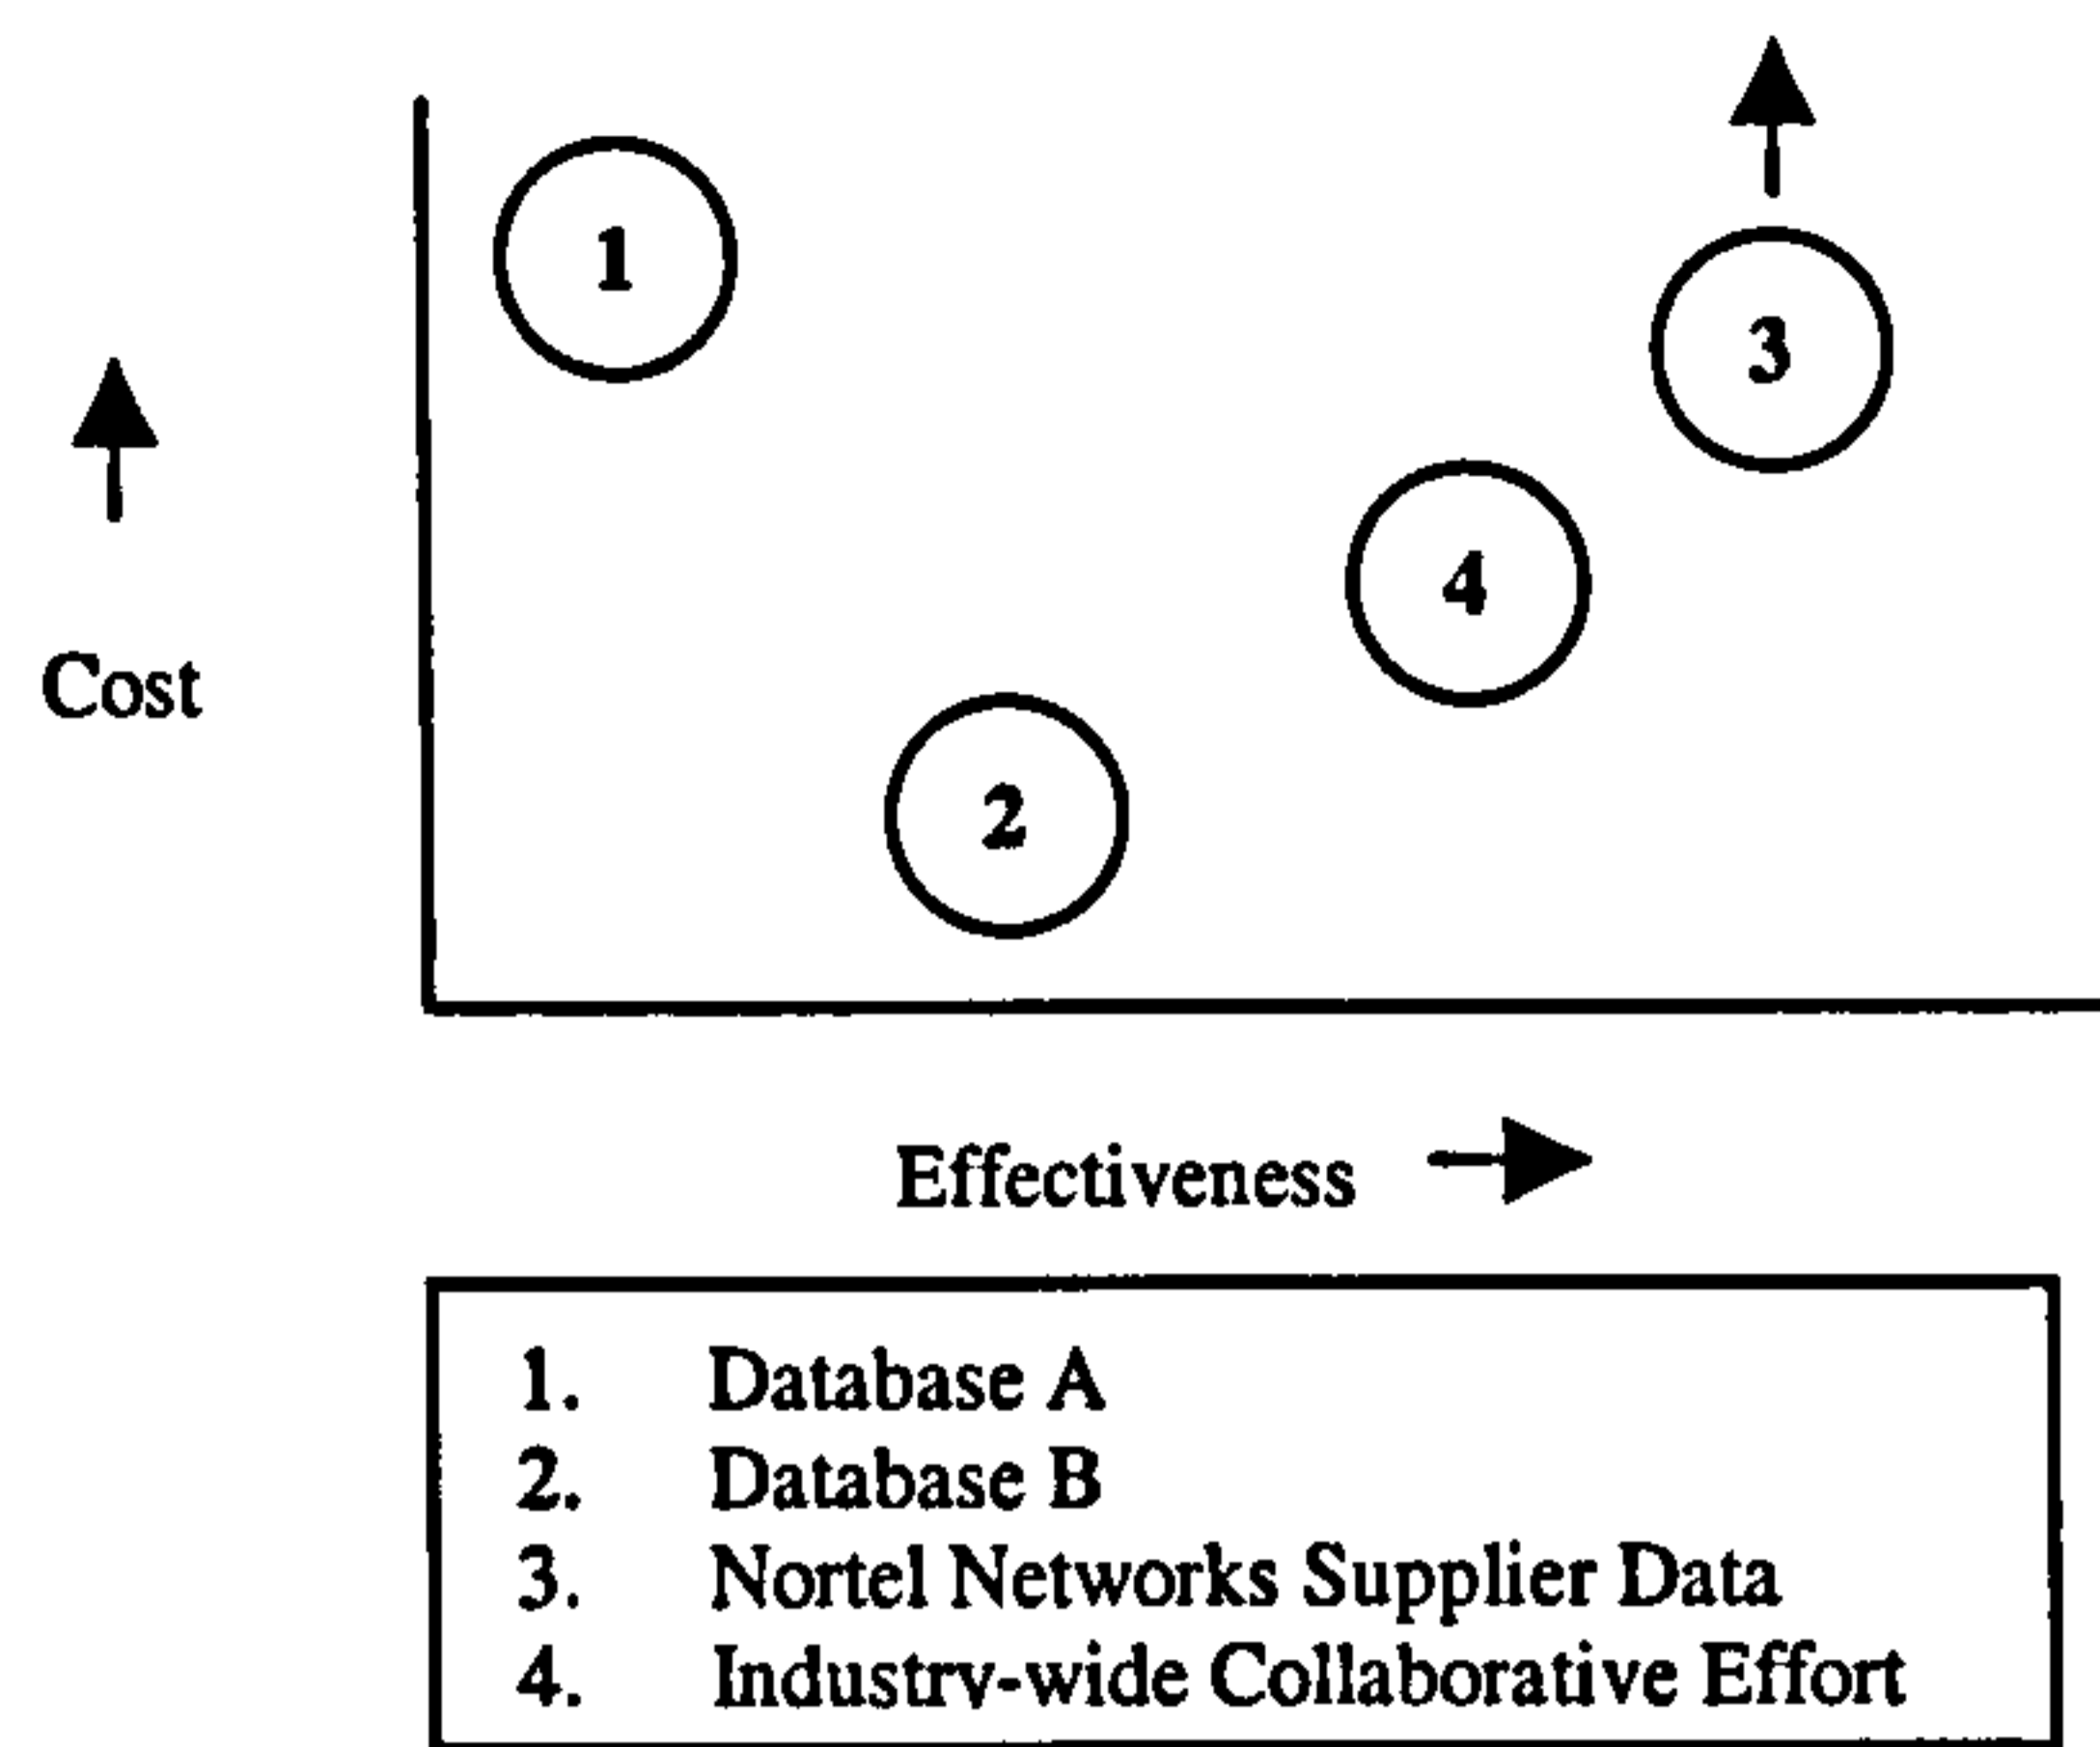 1
3
4
Cost
2
Effectiveness
1. Database A
2. Database B
3. Nortel Networks Supplier Data
4. Industry-wide Collaborative Effort